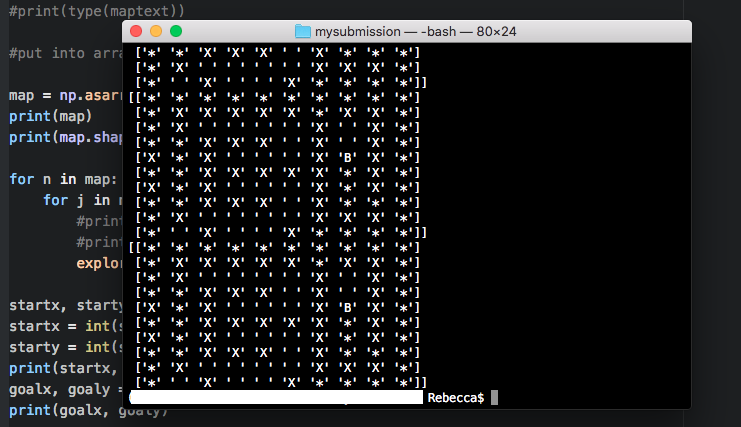 #print(type(maptext))
#put into arra
map = np.asarr
print(map)
print(map.shap
for n in map:
for j in m
#print
#print
explor
startx, starty
startx = int(s
starty = int(s
print(startx,
goalx, goaly =
print(goalx, goaly)
mysubmission — -bash — 80×24
['*' '*' 'X' 'X' 'X' ' ' 'X' '*' '*' '*']
['*' 'X' ' ' ' ' ' ' ' ' 'X' 'X' 'X' '*']
['*' ' ' 'X' ' ' ' ' 'X' '*' '*' '*' '*']]
[['*' '*' '*' '*' '*' '*' '*' '*' '*' '*']
['*' 'X' 'X' 'X' 'X' 'X' '*' 'X' 'X' '*']
['*' 'X' ' ' ' ' ' ' ' ' 'X' ' ' 'X' '*']
['*' '*' 'X' 'X' 'X' ' ' 'X' '*' 'X' '*']
['X' '*' 'X' ' ' ' ' ' ' 'X' 'B' 'X' '*']
['*' '*' 'X' 'X' 'X' 'X' 'X' '*' 'X' '*']
['X' '*' 'X' ' ' ' ' ' ' 'X' '*' 'X' '*']
['*' '*' 'X' 'X' 'X' ' ' 'X' '*' 'X' '*']
['*' 'X' ' ' ' ' ' ' ' ' 'X' 'X' 'X' '*']
['*' ' ' 'X' ' ' ' ' 'X' '*' '*' '*' '*']]
[['*' '*' '*' '*' '*' '*' '*' '*' '*' '*']
['*' '*' 'X' 'X' 'X' 'X' '*' 'X' 'X' '*']
['*' 'X' ' ' ' ' ' ' ' ' 'X' ' ' 'X' '*']
['*' '*' 'X' 'X' 'X' ' ' 'X' '*' 'X' '*']
['X' '*' 'X' ' ' ' ' ' ' 'X' 'B' 'X' '*']
['*' '*' 'X' 'X' 'X' 'X' 'X' '*' 'X' '*']
['X' '*' 'X' ' ' ' ' ' ' 'X' '*' 'X' '*']
['*' '*' 'X' 'X' 'X' ' ' 'X' '*' 'X' '*']
['*' 'X' ' ' ' ' ' ' ' ' 'X' 'X' 'X' '*']
['*' ' ' 'X' ' ' ' ' 'X' '*' '*' '*' '*']]
Rebecca$